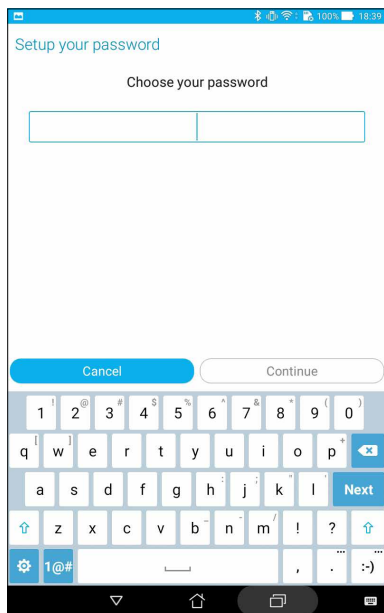 100% 18:39
Setup your password
Choose your password
Cancel Continue
! @ # $ % ^ & * ( )
1 2 3 4 5 6 7 8 9 0
[ ] +
q w e r t y u i o p
: ; " '
a s d f g h j k l Next
_ - /
z x c v b n m ! ?
... ...
1@# , . :-)